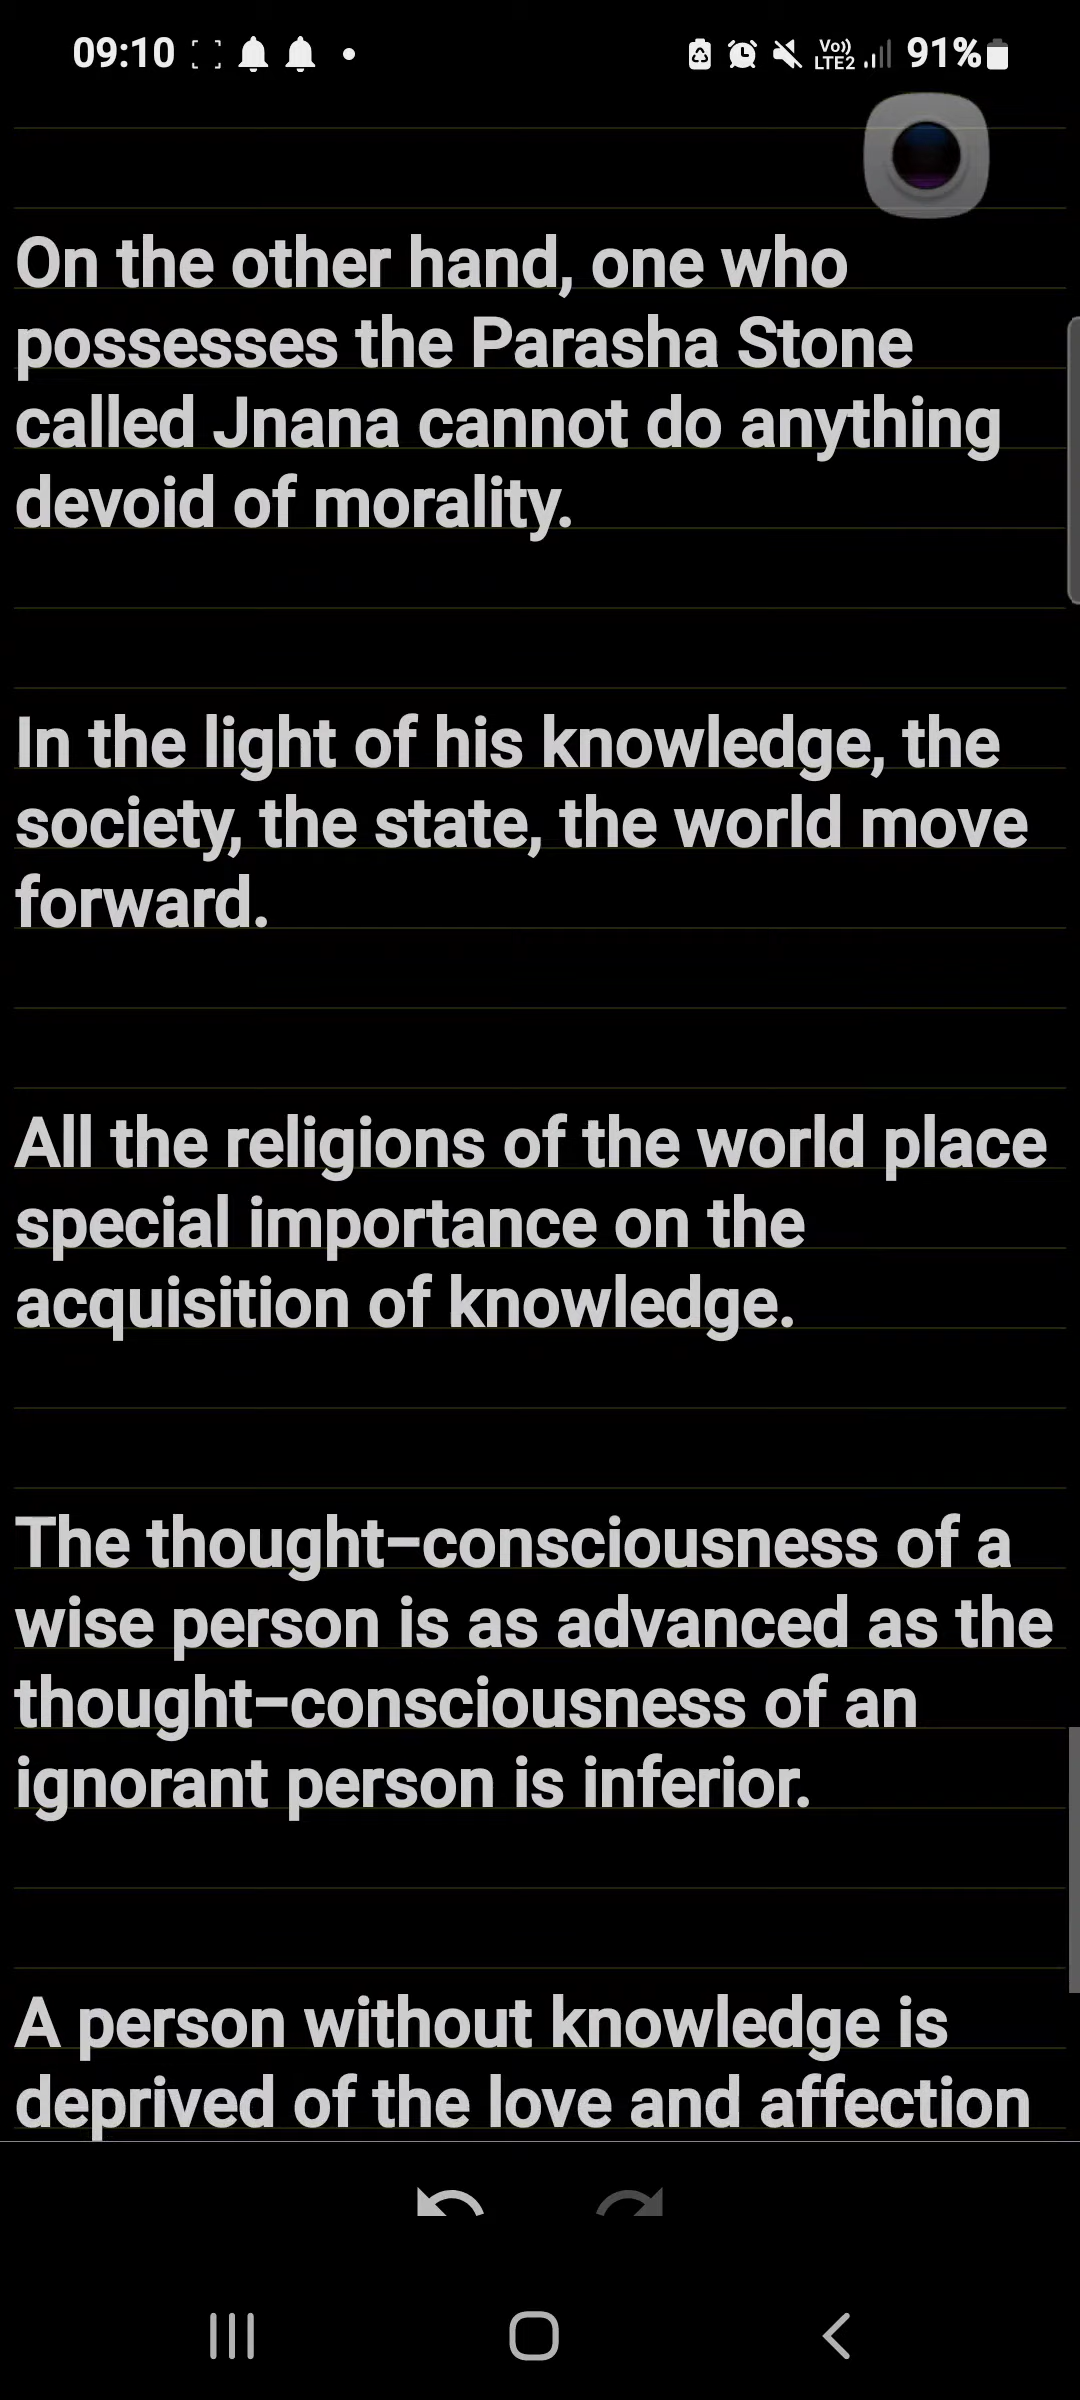 09:10
Vo))
LTE2
91%
On the other hand, one who
possesses the Parasha Stone
called Jnana cannot do anything
devoid of morality.
In the light of his knowledge, the
society, the state, the world move
forward.
All the religions of the world place
special importance on the
acquisition of knowledge.
The thought–consciousness of a
wise person is as advanced as the
thought–consciousness of an
ignorant person is inferior.
A person without knowledge is
deprived of the love and affection